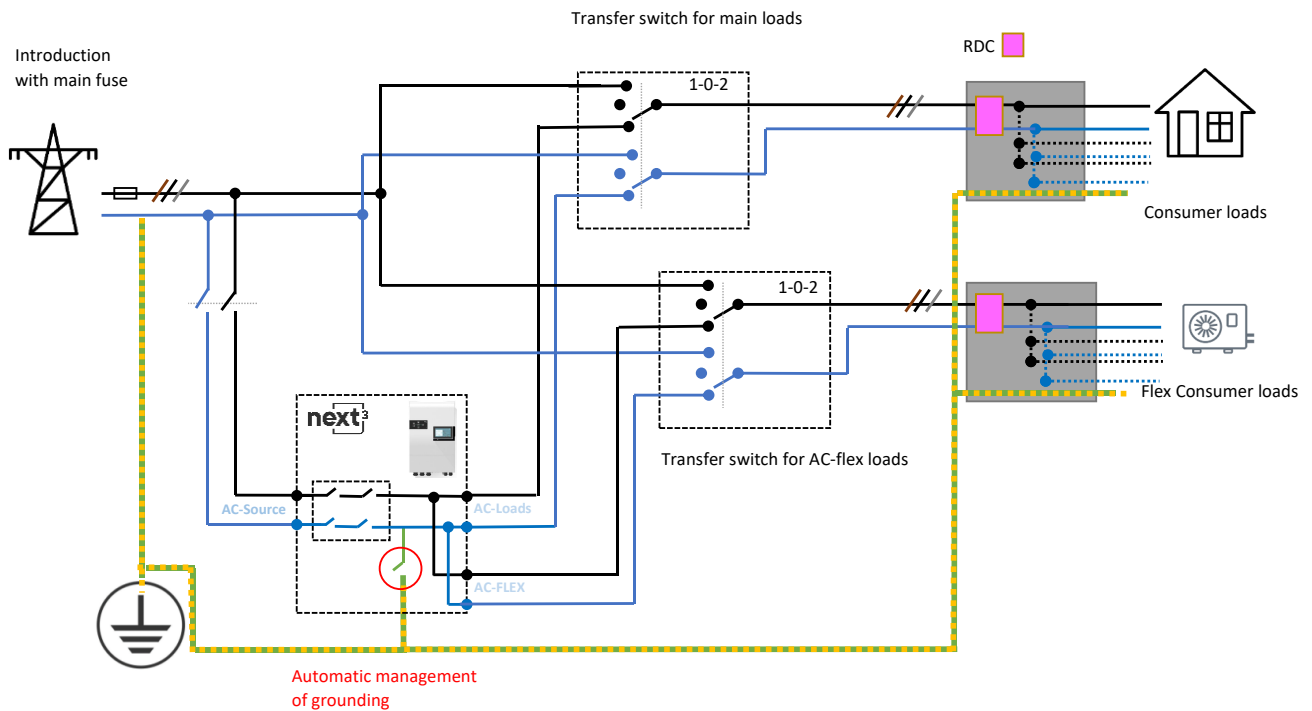 Transfer switch for main loads
Introduction
with main fuse
RDC
1-0-2
Consumer loads
1-0-2
Flex Consumer loads
next3
Transfer switch for AC-flex loads
AC-Source
AC-Loads
AC-FLEX
Automatic management
of grounding